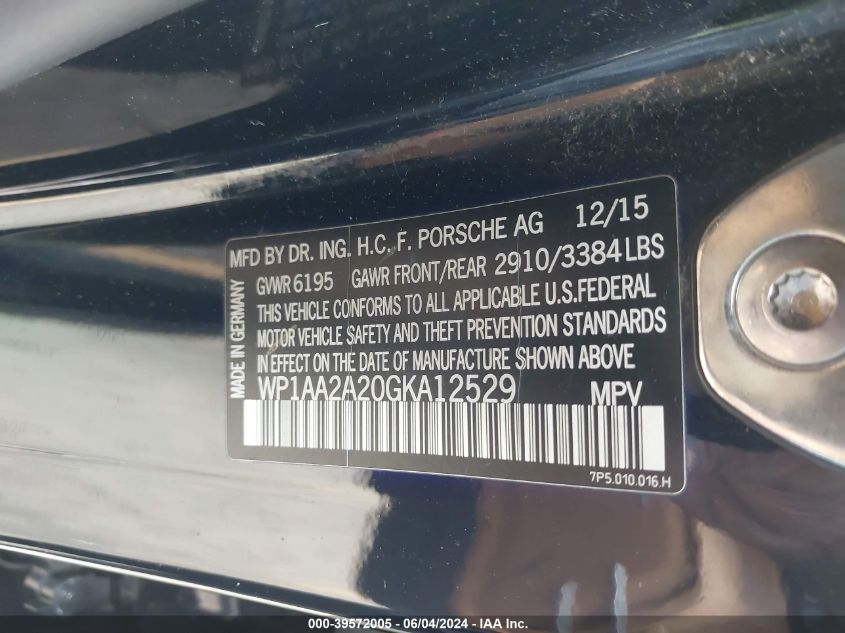 MFD BY DR. ING. H.C. F. PORSCHE AG 12/15
GVWR 6195 GAWR FRONT/REAR 2910/3384 LBS
THIS VEHICLE CONFORMS TO ALL APPLICABLE U.S.FEDERAL
MOTOR VEHICLE SAFETY AND THEFT PREVENTION STANDARDS
IN EFFECT ON THE DATE OF MANUFACTURE SHOWN ABOVE
WP1AA2A20GKA12529 MPV
MADE IN GERMANY
7P5.010.016.H
000-39572005 - 06/04/2024 - IAA Inc.